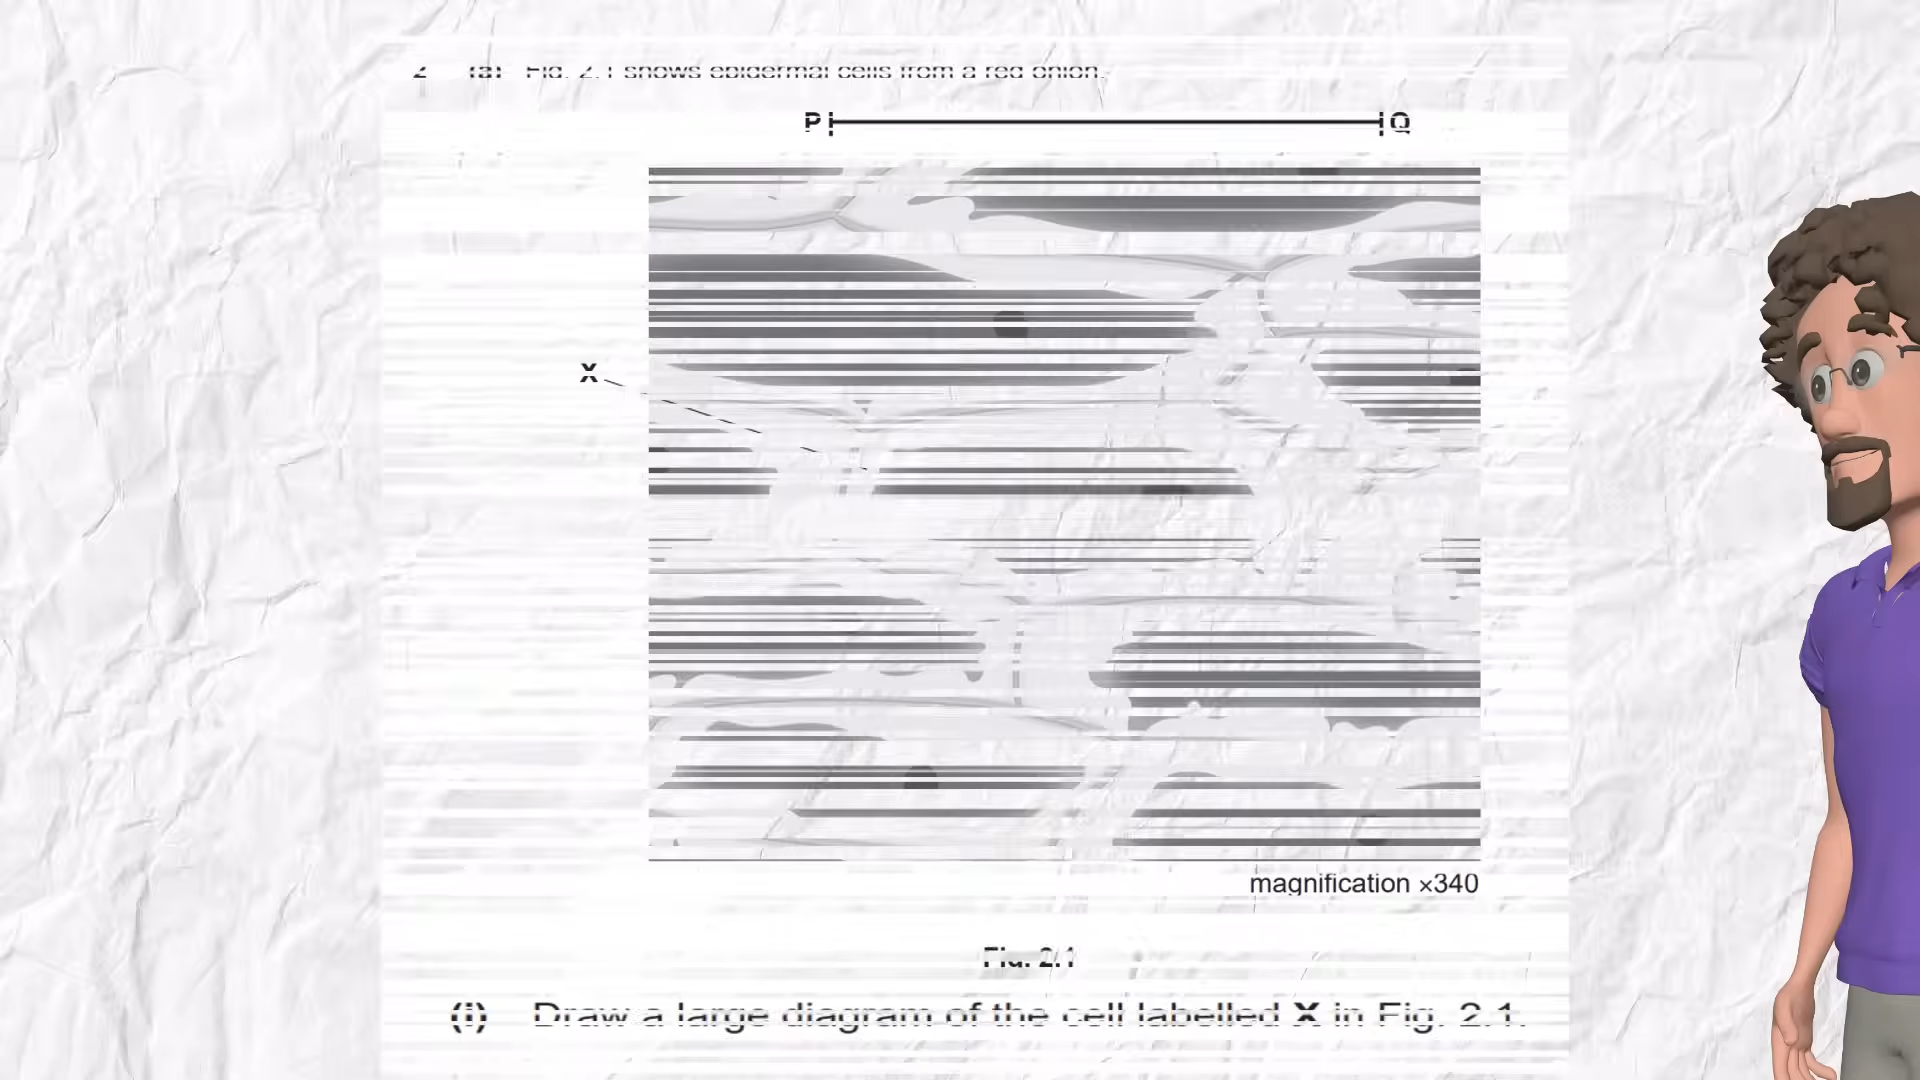 2 (a) Fig. 2.1 shows epidermal cells from a red onion.
P Q
X
magnification ×340
Fig. 2.1
(i) Draw a large diagram of the cell labelled X in Fig. 2.1.